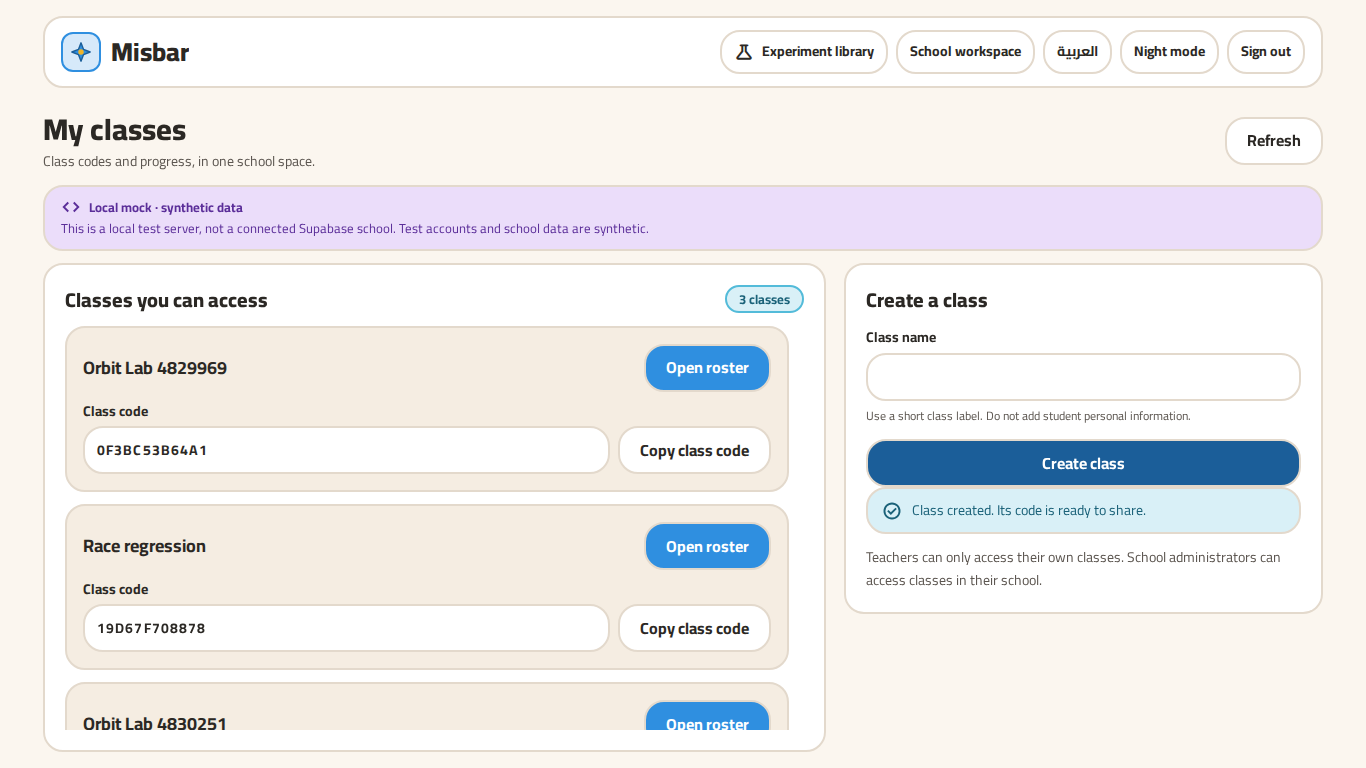 Misbar
Experiment library
School workspace
العربية
Night mode
Sign out
My classes
Class codes and progress, in one school space.
Refresh
Local mock · synthetic data
This is a local test server, not a connected Supabase school. Test accounts and school data are synthetic.
Classes you can access
3 classes
Orbit Lab 4829969
Open roster
Class code
0F3BC53B64A1
Copy class code
Race regression
Open roster
Class code
19D67F708878
Copy class code
Orbit Lab 4830251
Open roster
Create a class
Class name
Use a short class label. Do not add student personal information.
Create class
Class created. Its code is ready to share.
Teachers can only access their own classes. School administrators can
access classes in their school.